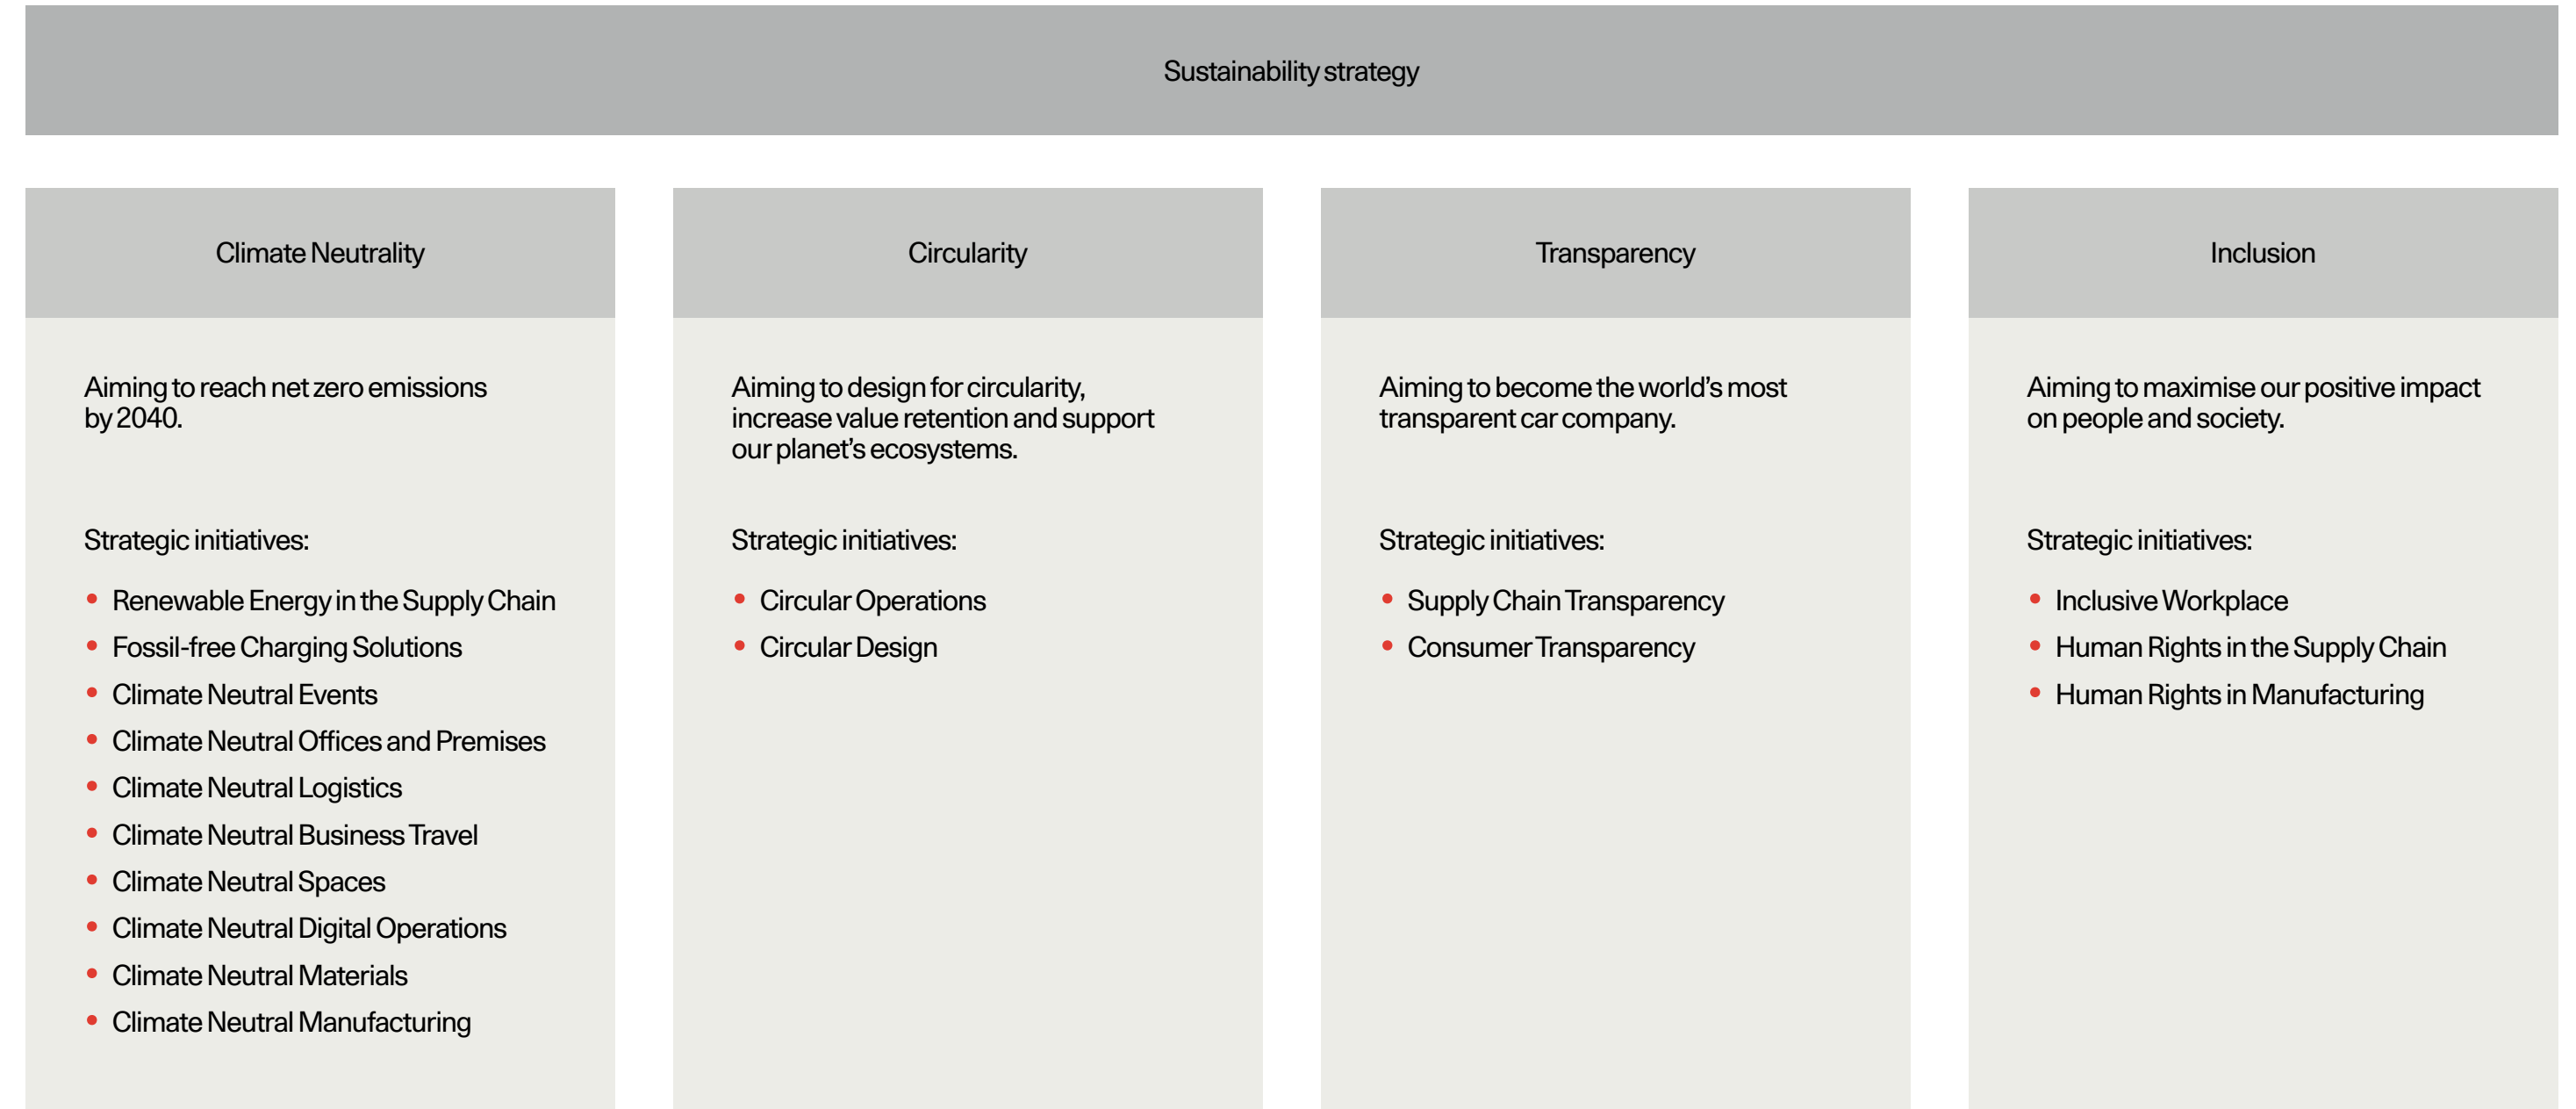 Sustainability strategy
Climate Neutrality
Aiming to reach net zero emissions
by 2040.
Strategic initiatives:
• Renewable Energy in the Supply Chain
• Fossil-free Charging Solutions
• Climate Neutral Events
• Climate Neutral Offices and Premises
• Climate Neutral Logistics
• Climate Neutral Business Travel
• Climate Neutral Spaces
• Climate Neutral Digital Operations
• Climate Neutral Materials
• Climate Neutral Manufacturing
Circularity
Aiming to design for circularity,
increase value retention and support
our planet’s ecosystems.
Strategic initiatives:
• Circular Operations
• Circular Design
Transparency
Aiming to become the world’s most
transparent car company.
Strategic initiatives:
• Supply Chain Transparency
• Consumer Transparency
Inclusion
Aiming to maximise our positive impact
on people and society.
Strategic initiatives:
• Inclusive Workplace
• Human Rights in the Supply Chain
• Human Rights in Manufacturing